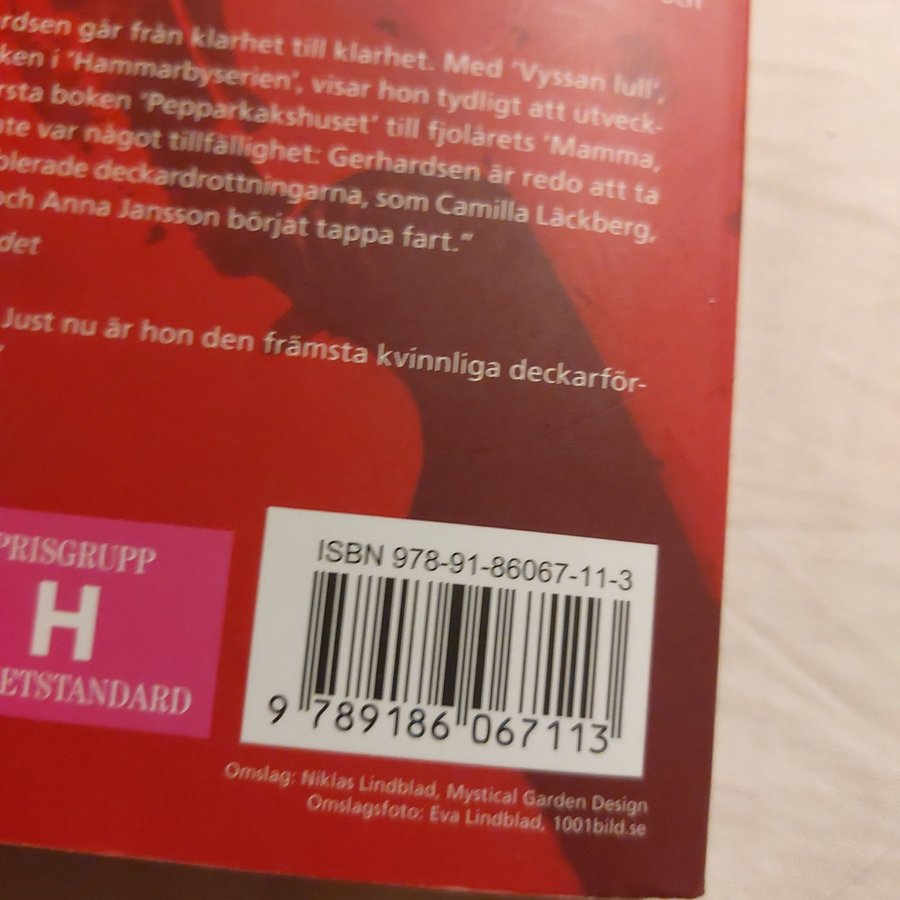 rdsen går från klarhet till klarhet. Med ”Vyssan lull”,
ken i ”Hammarbyserien”, visar hon tydligt att utveck-
rsta boken ”Pepparkakshuset” till fjolårets ”Mamma,
te var något tillfällighet: Gerhardsen är redo att ta
blerade deckardrottningarna, som Camilla Läckberg,
och Anna Jansson börjat tappa fart.”
det
Just nu är hon den främsta kvinnliga deckarför-
PRISGRUPP
H
ETSTANDARD
ISBN 978-91-86067-11-3
9 789186 067113
Omslag: Niklas Lindblad, Mystical Garden Design
Omslagsfoto: Eva Lindblad, 1001bild.se